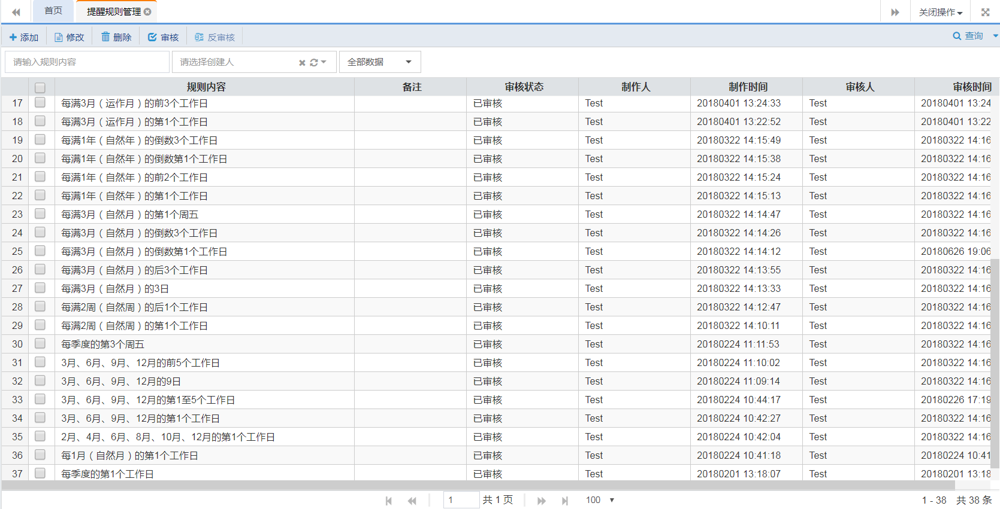 首页 提醒规则管理 关闭操作
添加 修改 删除 审核 反审核 查询
请输入规则内容 请选择创建人 全部数据
规则内容 备注 审核状态 制作人 制作时间 审核人 审核时间
17 每满3月（运作月）的前3个工作日 已审核 Test 20180401 13:24:33 Test 20180401 13:24
18 每满3月（运作月）的第1个工作日 已审核 Test 20180401 13:22:52 Test 20180401 13:22
19 每满1年（自然年）的倒数3个工作日 已审核 Test 20180322 14:15:49 Test 20180322 14:16
20 每满1年（自然年）的倒数第1个工作日 已审核 Test 20180322 14:15:38 Test 20180322 14:16
21 每满1年（自然年）的前2个工作日 已审核 Test 20180322 14:15:24 Test 20180322 14:16
22 每满1年（自然年）的第1个工作日 已审核 Test 20180322 14:15:13 Test 20180322 14:16
23 每满3月（自然月）的第1个周五 已审核 Test 20180322 14:14:47 Test 20180322 14:16
24 每满3月（自然月）的倒数3个工作日 已审核 Test 20180322 14:14:26 Test 20180322 14:16
25 每满3月（自然月）的倒数第1个工作日 已审核 Test 20180322 14:14:12 Test 20180626 19:06
26 每满3月（自然月）的后3个工作日 已审核 Test 20180322 14:13:55 Test 20180322 14:16
27 每满3月（自然月）的3日 已审核 Test 20180322 14:13:33 Test 20180322 14:16
28 每满2周（自然周）的后1个工作日 已审核 Test 20180322 14:12:47 Test 20180322 14:16
29 每满2周（自然周）的第1个工作日 已审核 Test 20180322 14:10:11 Test 20180322 14:16
30 每季度的第3个周五 已审核 Test 20180224 11:11:53 Test 20180322 14:16
31 3月、6月、9月、12月的前5个工作日 已审核 Test 20180224 11:10:02 Test 20180322 14:16
32 3月、6月、9月、12月的9日 已审核 Test 20180224 11:09:14 Test 20180322 14:16
33 3月、6月、9月、12月的第1至5个工作日 已审核 Test 20180224 10:44:17 Test 20180226 17:19
34 3月、6月、9月、12月的第1个工作日 已审核 Test 20180224 10:42:27 Test 20180322 14:16
35 2月、4月、6月、8月、10月、12月的第1个工作日 已审核 Test 20180224 10:42:04 Test 20180322 14:16
36 每1月（自然月）的第1个工作日 已审核 Test 20180224 10:41:18 Test 20180224 10:41
37 每季度的第1个工作日 已审核 Test 20180201 13:18:07 Test 20180201 13:18
1 共 1 页 100 1 - 38 共 38 条